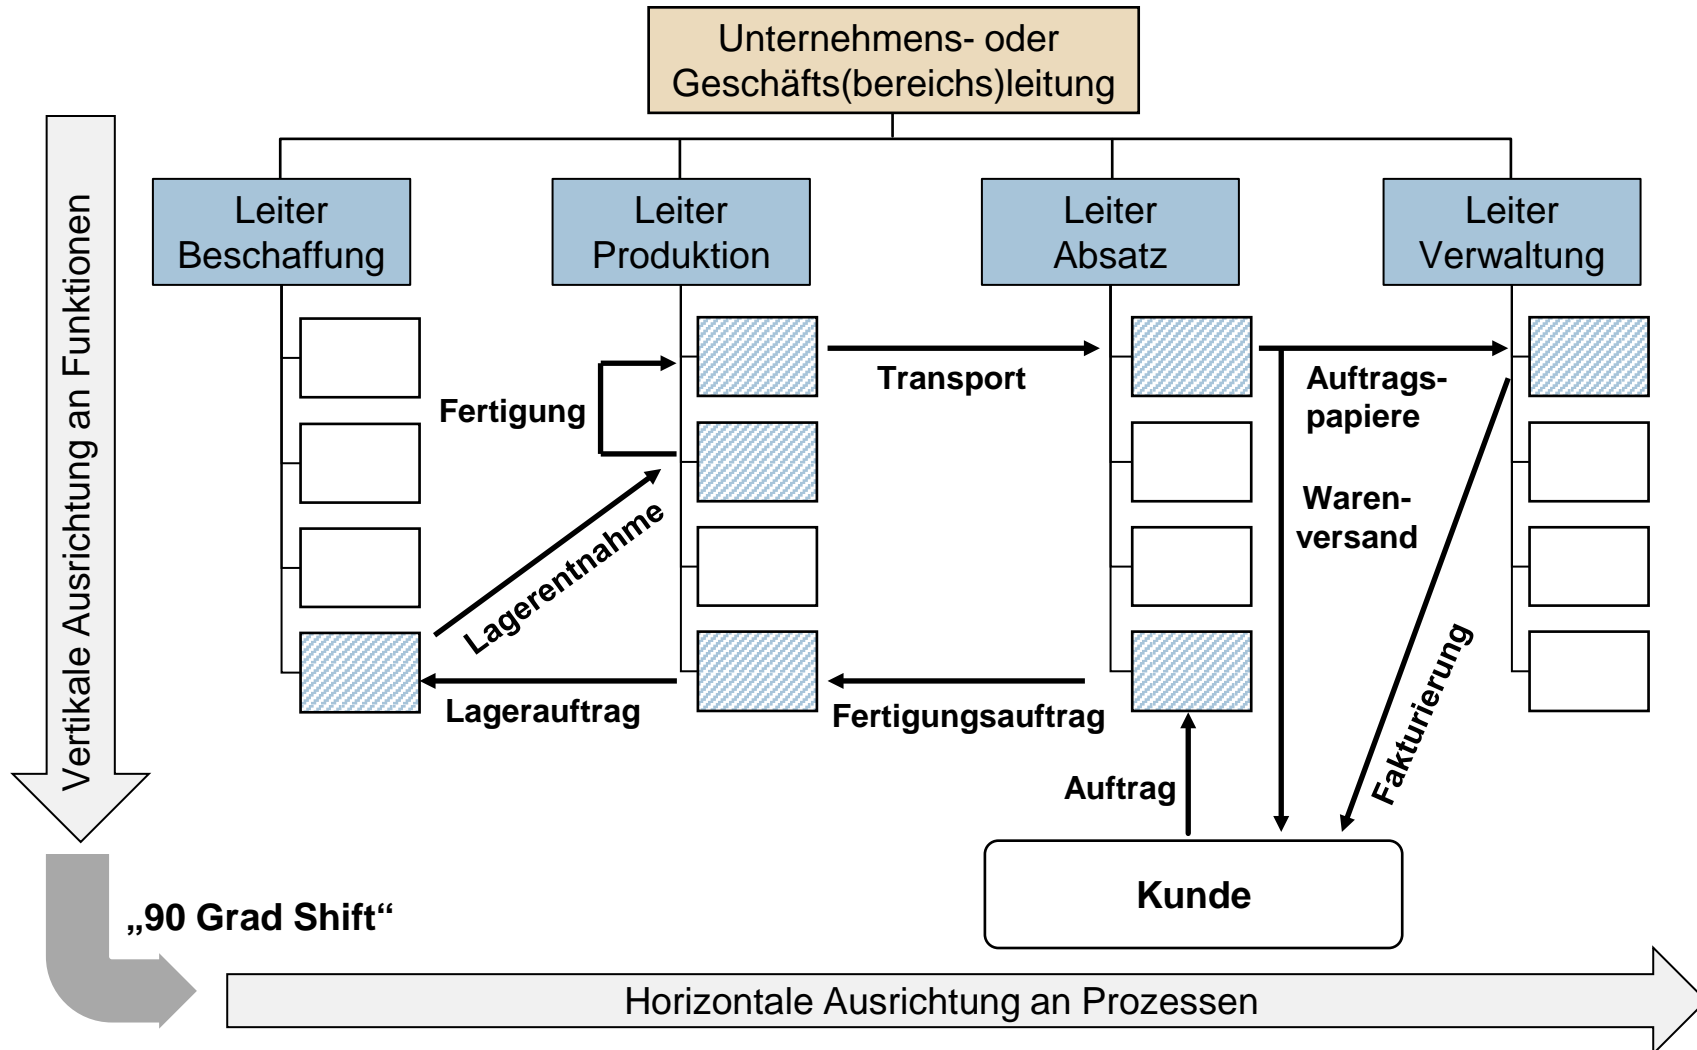 Unternehmens- oder
Geschäfts(bereichs)leitung
Vertikale Ausrichtung an Funktionen
Leiter
Beschaffung
Leiter
Produktion
Leiter
Absatz
Leiter
Verwaltung
Fertigung
Transport
Auftrags-
papiere
Waren-
versand
Lagerentnahme
Lagerauftrag
Fertigungsauftrag
Fakturierung
Auftrag
Kunde
„90 Grad Shift“
Horizontale Ausrichtung an Prozessen